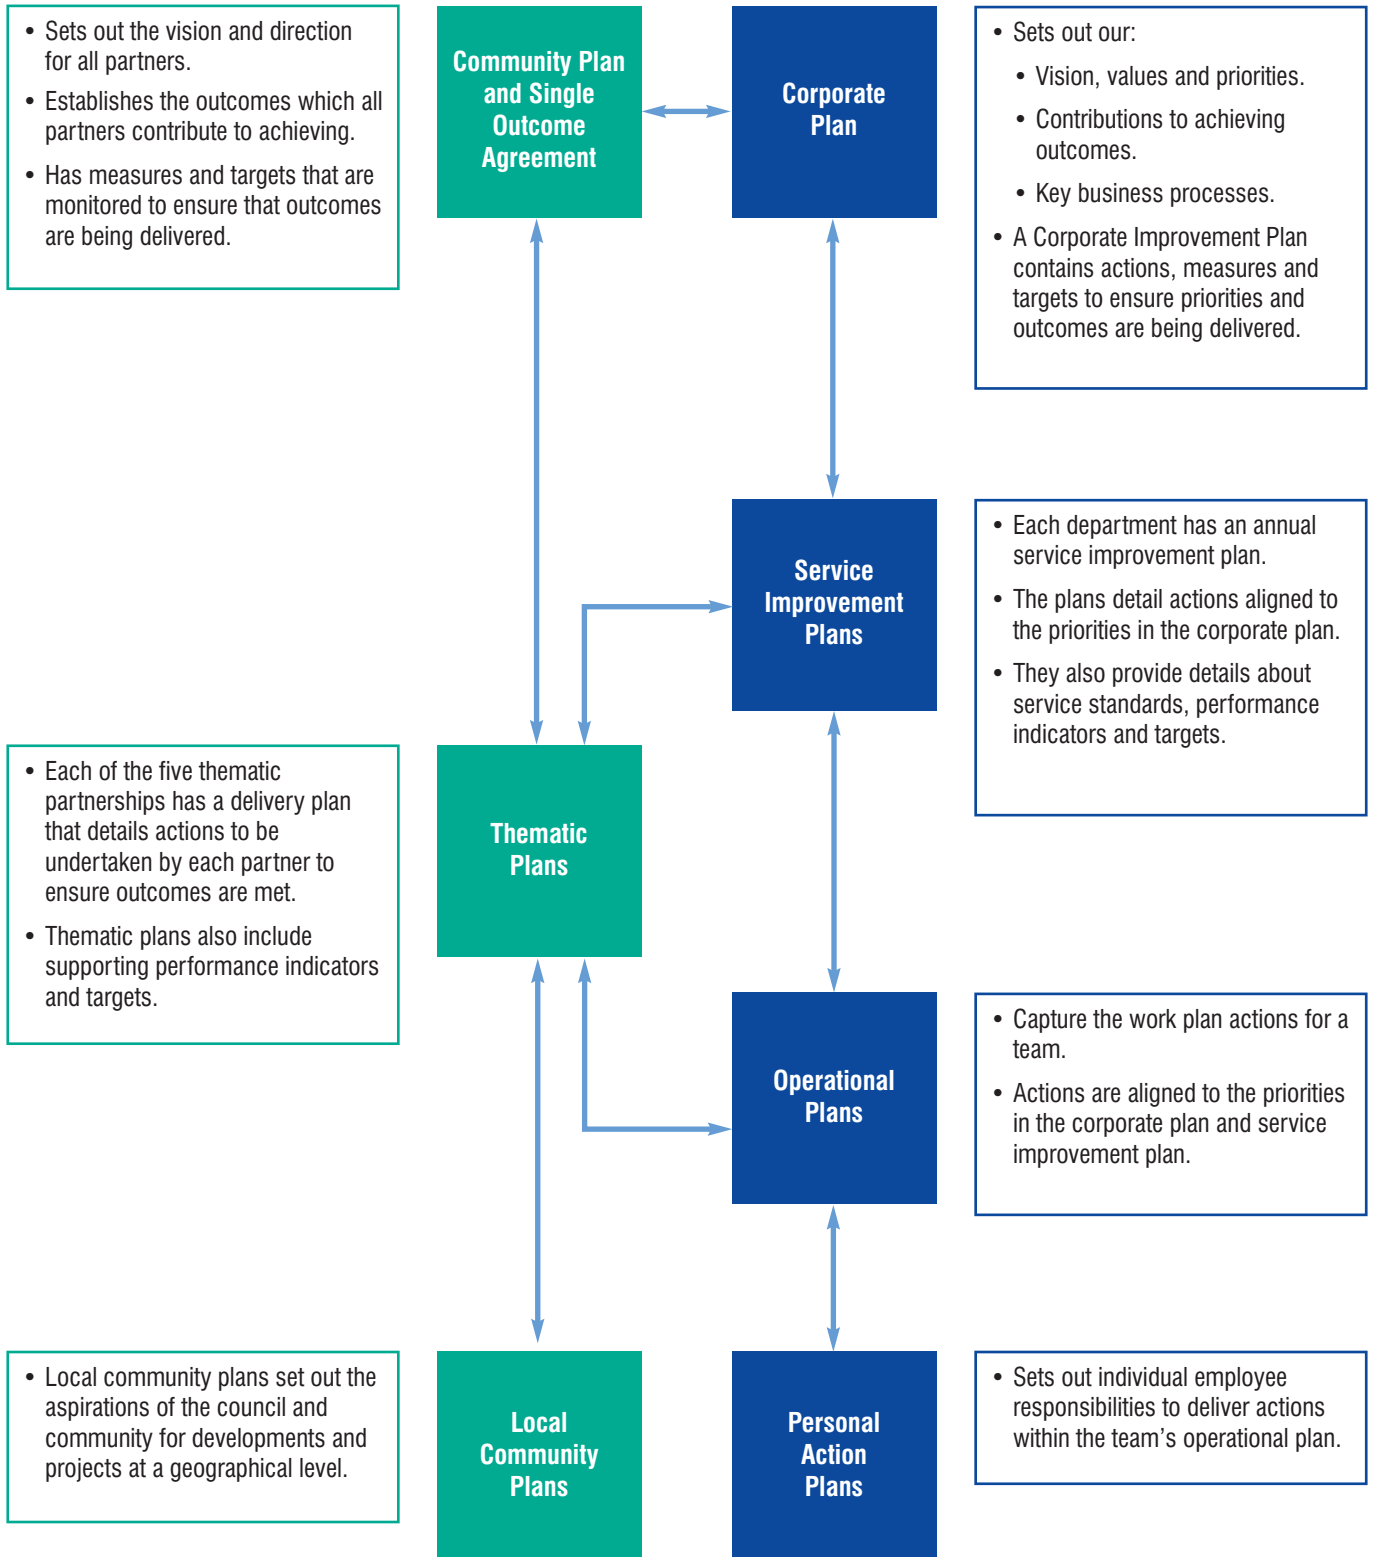 • Sets out the vision and direction
for all partners.
• Establishes the outcomes which all
partners contribute to achieving.
• Has measures and targets that are
monitored to ensure that outcomes
are being delivered.
Community Plan
and Single
Outcome
Agreement
Corporate
Plan
• Sets out our:
• Vision, values and priorities.
• Contributions to achieving
outcomes.
• Key business processes.
• A Corporate Improvement Plan
contains actions, measures and
targets to ensure priorities and
outcomes are being delivered.
Service
Improvement
Plans
• Each department has an annual
service improvement plan.
• The plans detail actions aligned to
the priorities in the corporate plan.
• They also provide details about
service standards, performance
indicators and targets.
• Each of the five thematic
partnerships has a delivery plan
that details actions to be
undertaken by each partner to
ensure outcomes are met.
• Thematic plans also include
supporting performance indicators
and targets.
Thematic
Plans
Operational
Plans
• Capture the work plan actions for a
team.
• Actions are aligned to the priorities
in the corporate plan and service
improvement plan.
• Local community plans set out the
aspirations of the council and
community for developments and
projects at a geographical level.
Local
Community
Plans
Personal
Action
Plans
• Sets out individual employee
responsibilities to deliver actions
within the team’s operational plan.